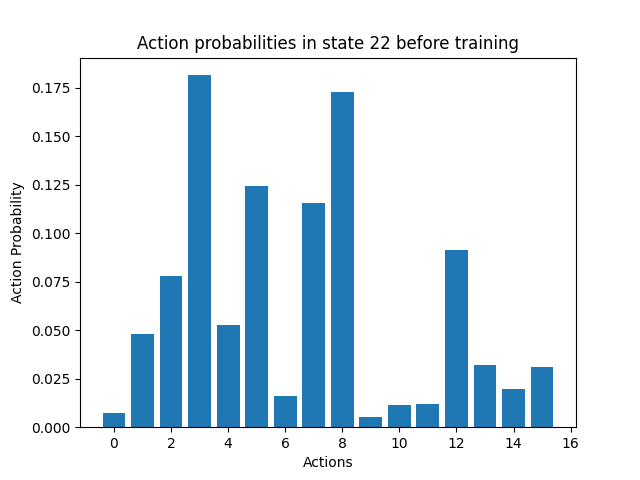 Action probabilities in state 22 before training
0.175
0.150
0.125
0.100
0.075
0.050
0.025
0.000
Action Probability
0 2 4 6 8 10 12 14 16
Actions